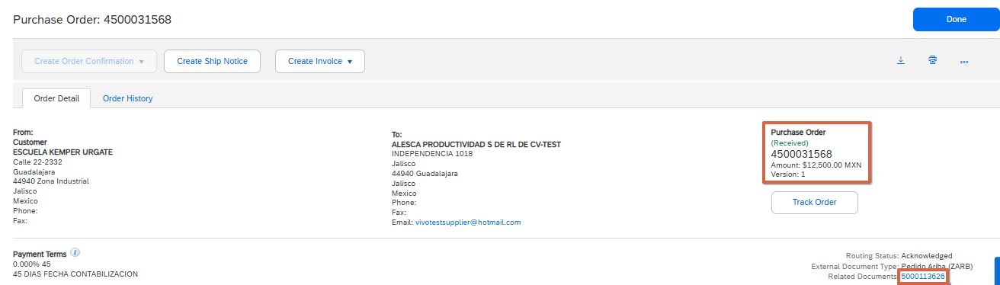 Purchase Order: 4500031568
Done
Create Order Confirmation
Create Ship Notice
Create Invoice
Order Detail
Order History
From:
Customer
ESCUELA KEMPER URGATE
Calle 22-2332
Guadalajara
44940 Zona Industrial
Jalisco
Mexico
Phone:
Fax:
To:
ALESCA PRODUCTIVIDAD S DE RL DE CV-TEST
INDEPENDENCIA 1018
Jalisco
44940 Guadalajara
Jalisco
Mexico
Phone:
Fax:
Email: vivotestsupplier@hotmail.com
Purchase Order
(Received)
4500031568
Amount: $12,500.00 MXN
Version: 1
Track Order
Payment Terms
0.000% 45
45 DIAS FECHA CONTABILIZACION
Routing Status: Acknowledged
External Document Type: Pedido Ariba (ZARB)
Related Documents: 5000113626